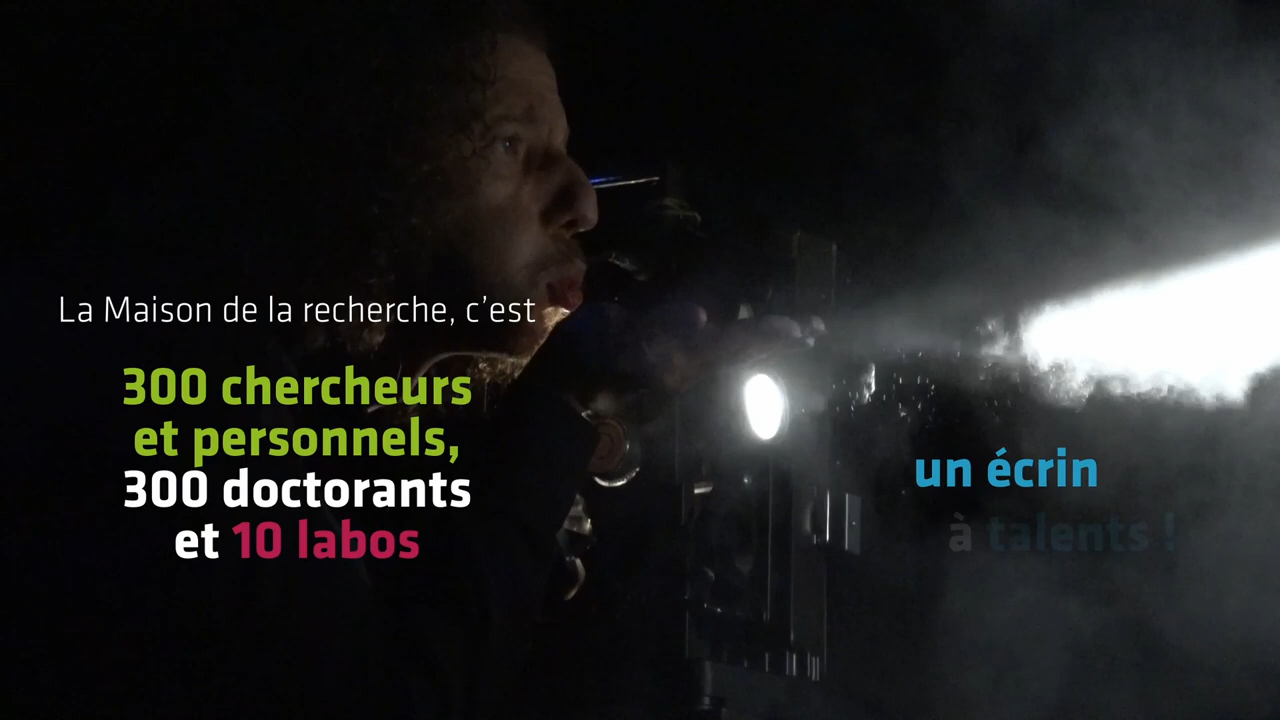 La Maison de la recherche, c’est
300 chercheurs
et personnels,
300 doctorants
et 10 labos
un écrin
à talents !